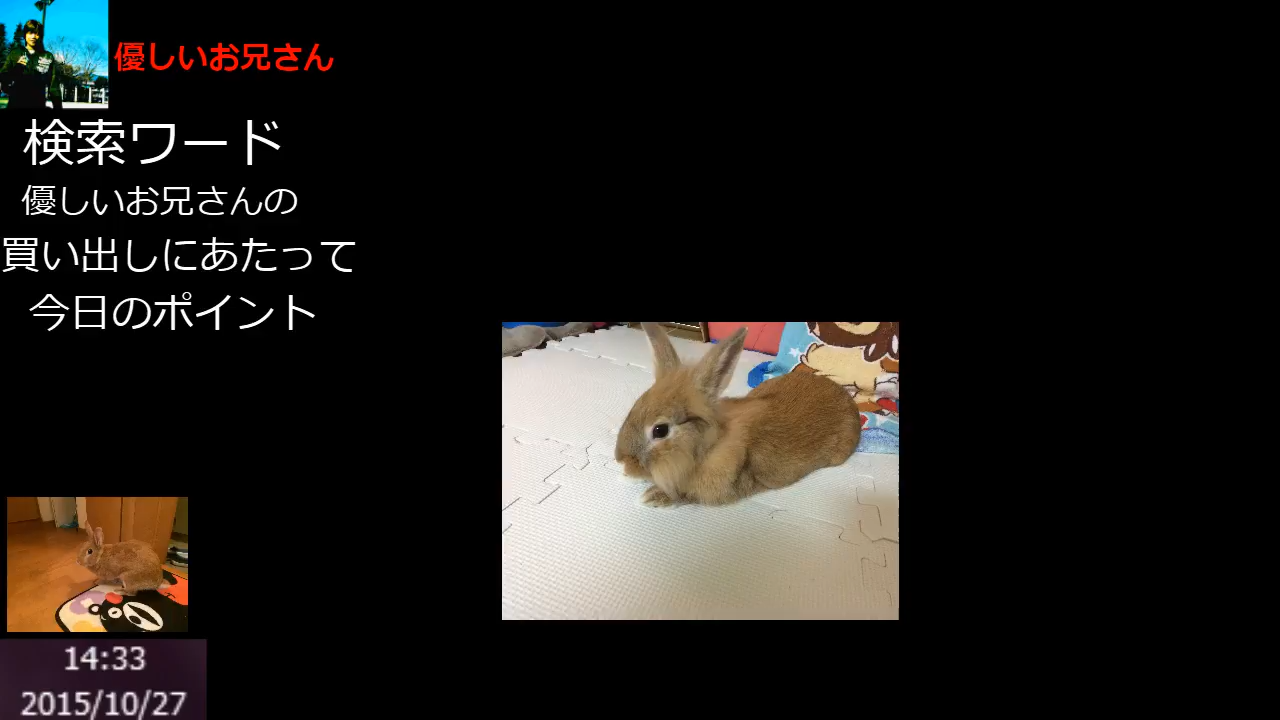 優しいお兄さん
検索ワード
優しいお兄さんの
買い出しにあたって
今日のポイント
14:33
2015/10/27